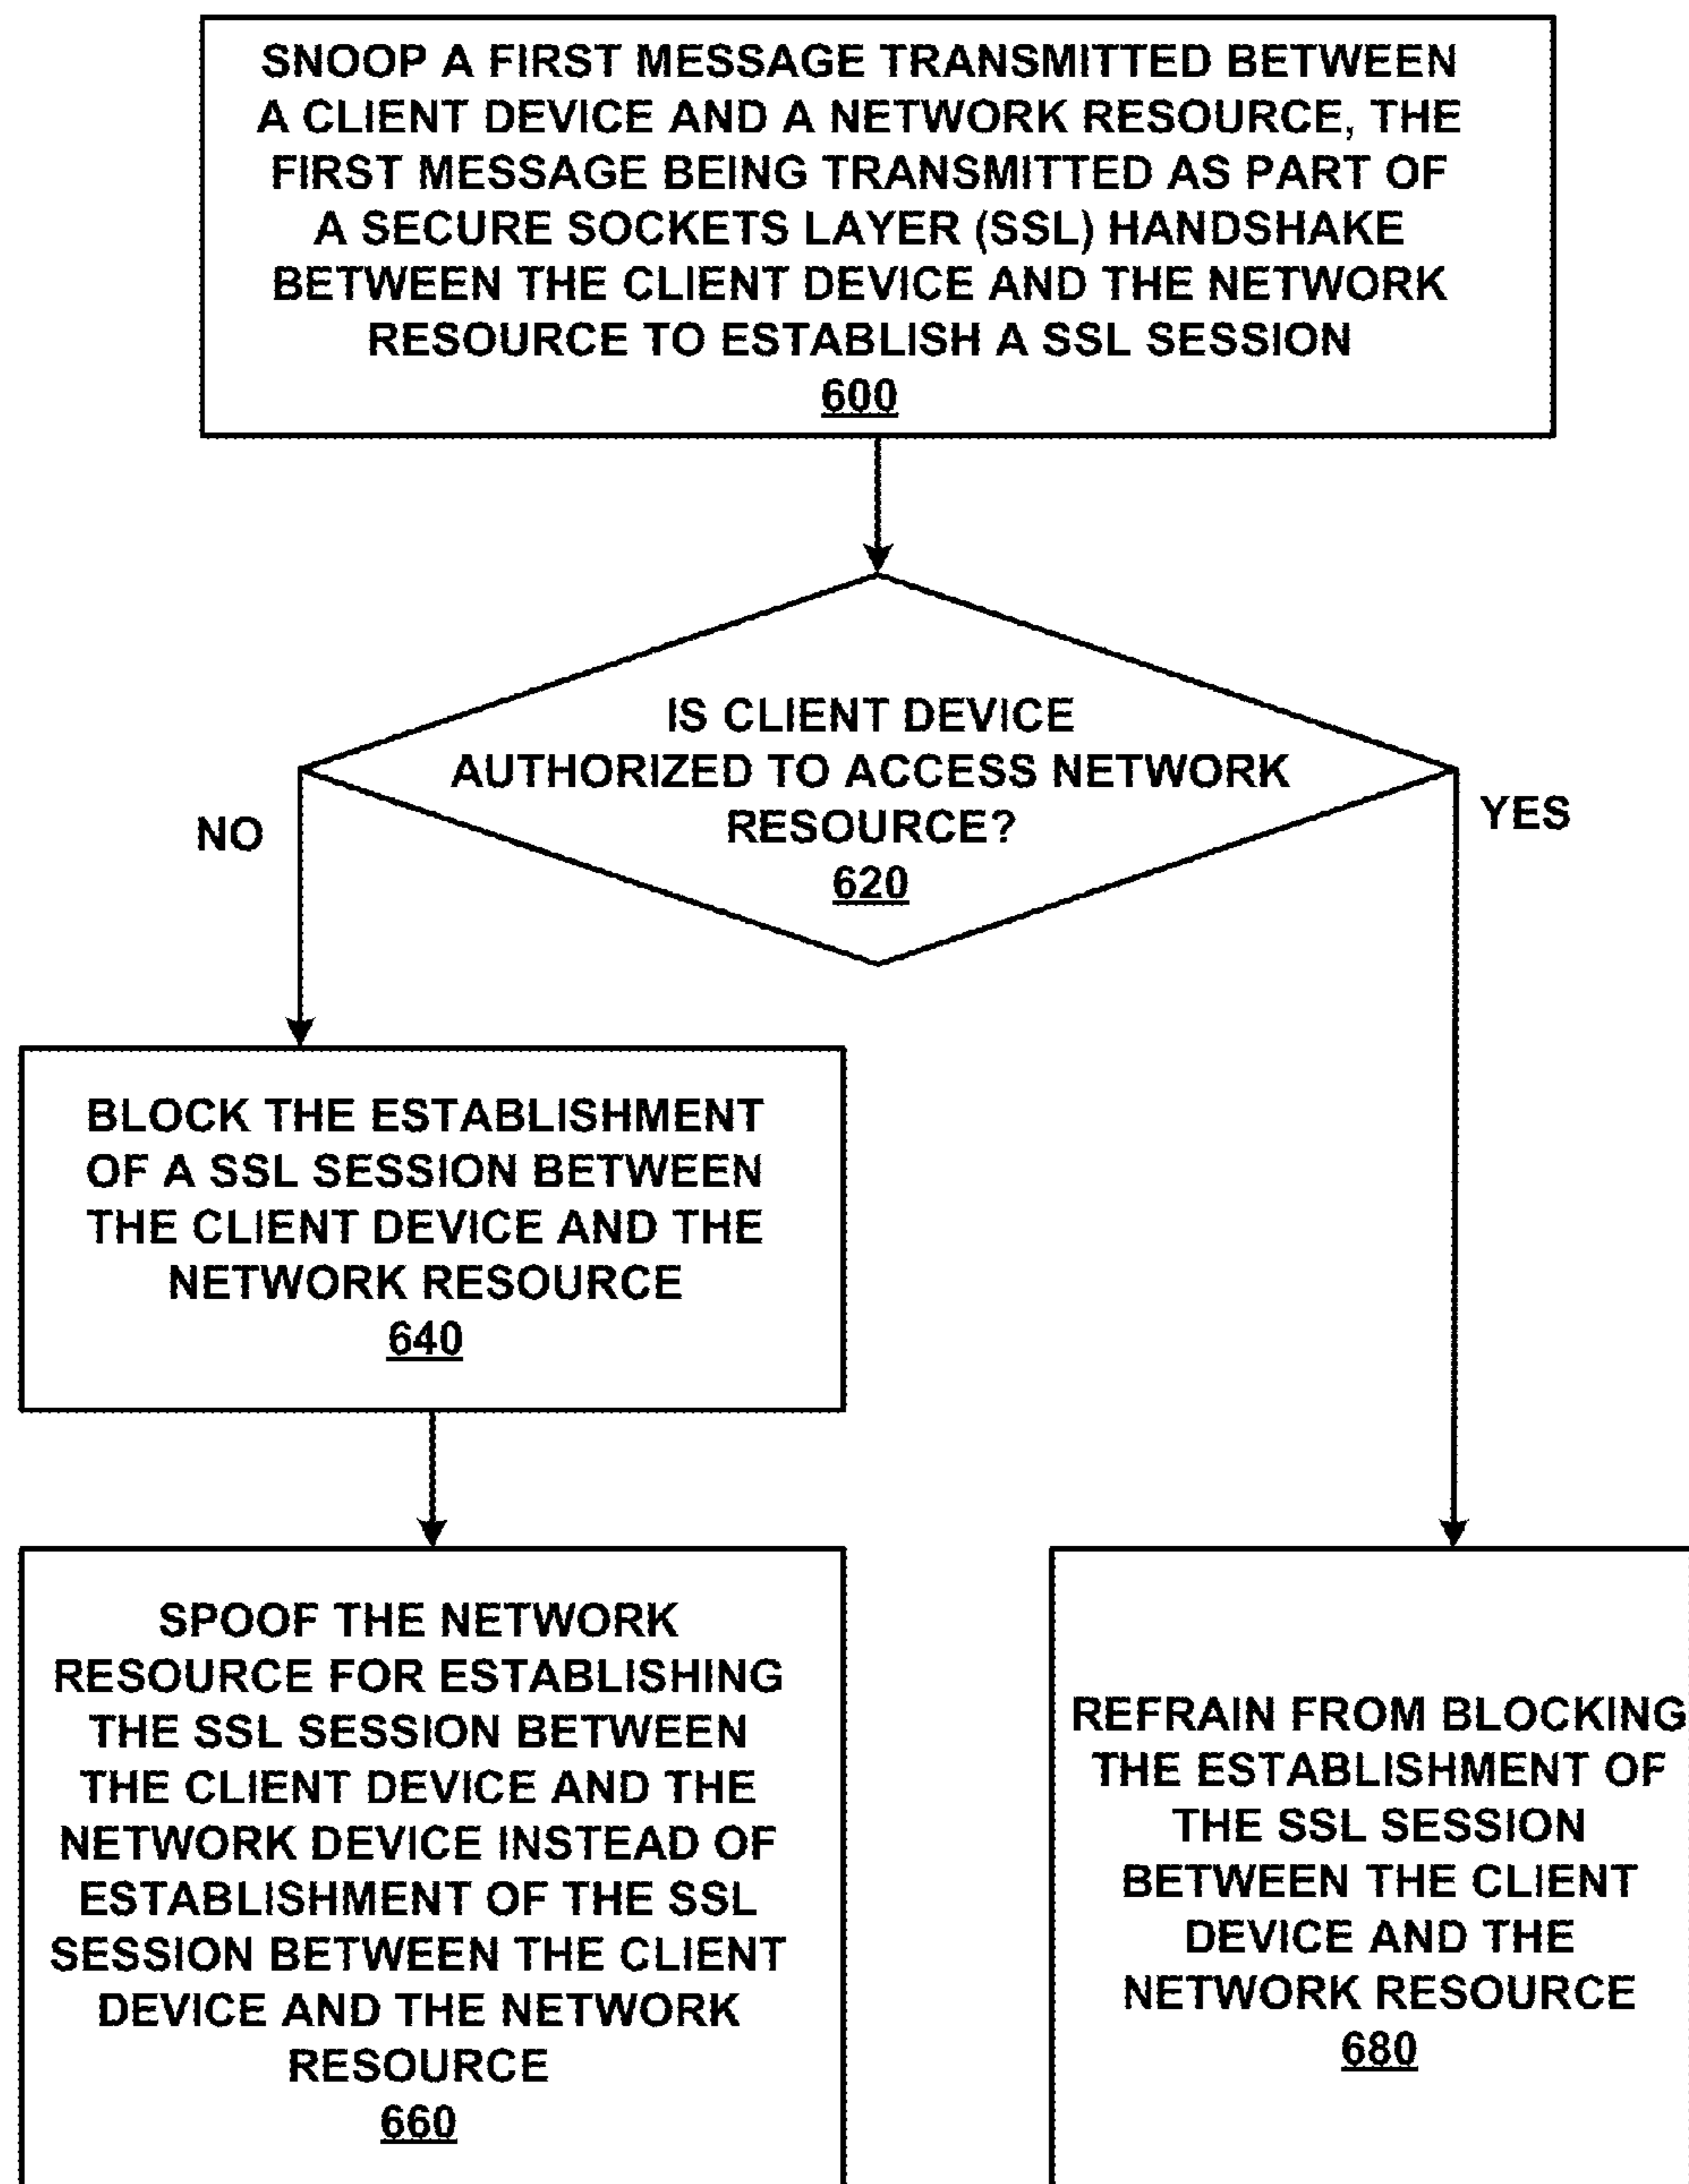 SNOOP A FIRST MESSAGE TRANSMITTED BETWEEN
A CLIENT DEVICE AND A NETWORK RESOURCE, THE
FIRST MESSAGE BEING TRANSMITTED AS PART OF
A SECURE SOCKETS LAYER (SSL) HANDSHAKE
BETWEEN THE CLIENT DEVICE AND THE NETWORK
RESOURCE TO ESTABLISH A SSL SESSION
600
IS CLIENT DEVICE
AUTHORIZED TO ACCESS NETWORK
RESOURCE?
620
NO
YES
BLOCK THE ESTABLISHMENT
OF A SSL SESSION BETWEEN
THE CLIENT DEVICE AND THE
NETWORK RESOURCE
640
SPOOF THE NETWORK
RESOURCE FOR ESTABLISHING
THE SSL SESSION BETWEEN
THE CLIENT DEVICE AND THE
NETWORK DEVICE INSTEAD OF
ESTABLISHMENT OF THE SSL
SESSION BETWEEN THE CLIENT
DEVICE AND THE NETWORK
RESOURCE
660
REFRAIN FROM BLOCKING
THE ESTABLISHMENT OF
THE SSL SESSION
BETWEEN THE CLIENT
DEVICE AND THE
NETWORK RESOURCE
680